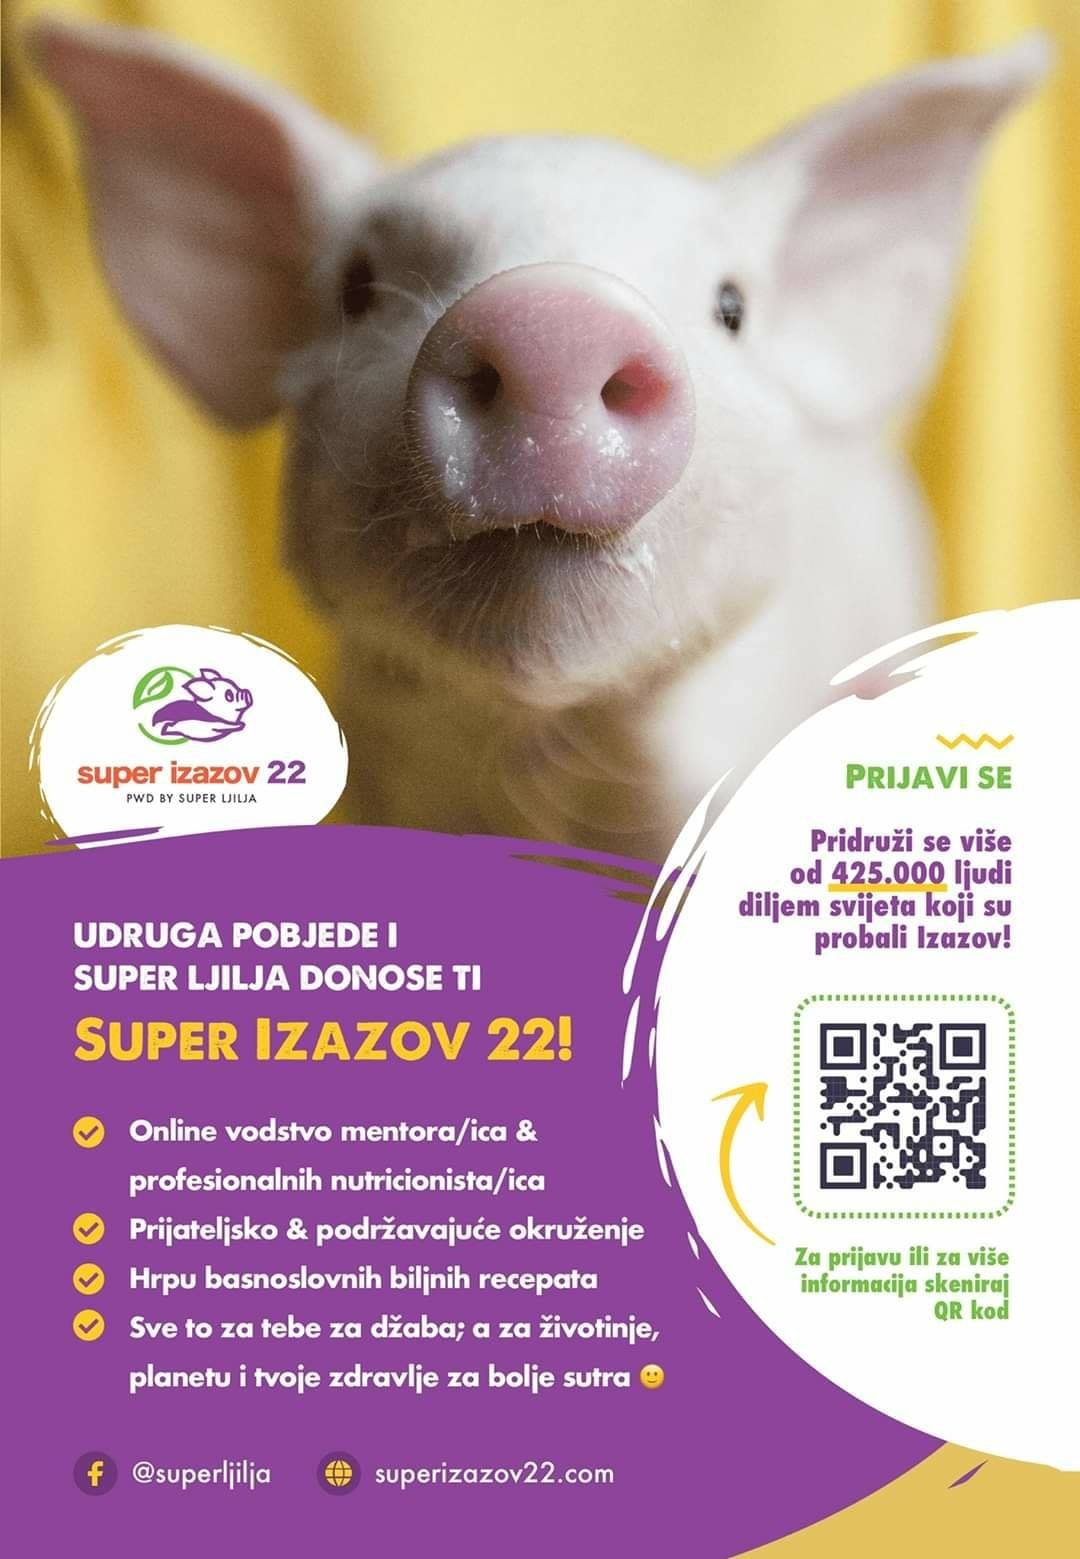 super izazov 22
PWD BY SUPER LJILJA
PRIJAVI SE
Pridruži se više
od 425.000 ljudi
diljem svijeta koji su
probali Izazov!
UDRUGA POBJEDE I
SUPER LJILJA DONOSE TI
SUPER IZAZOV 22!
Online vodstvo mentora/ica &
profesionalnih nutricionista/ica
Prijateljsko & podržavajuće okruženje
Hrpu basnoslovnih biljnih recepata
Sve to za tebe za džaba; a za životinje,
planetu i tvoje zdravlje za bolje sutra 🙂
Za prijavu ili za više
informacija skeniraj
QR kod
@superljilja
superizazov22.com